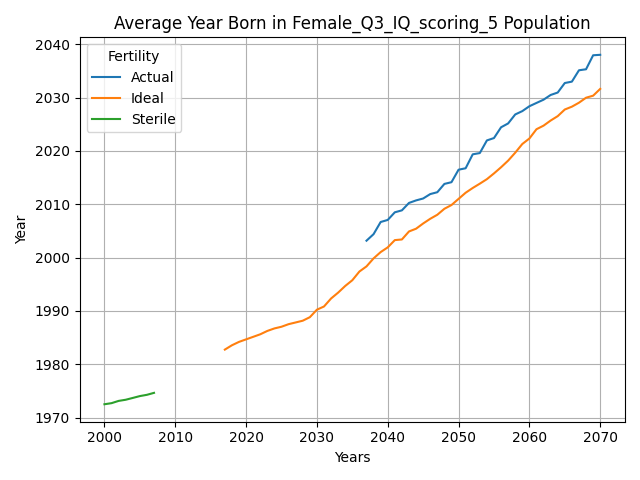 Average Year Born in Female_Q3_IQ_scoring_5 Population
Fertility
Actual
Ideal
Sterile
Year
2040
2030
2020
2010
2000
1990
1980
1970
2000 2010 2020 2030 2040 2050 2060 2070
Years